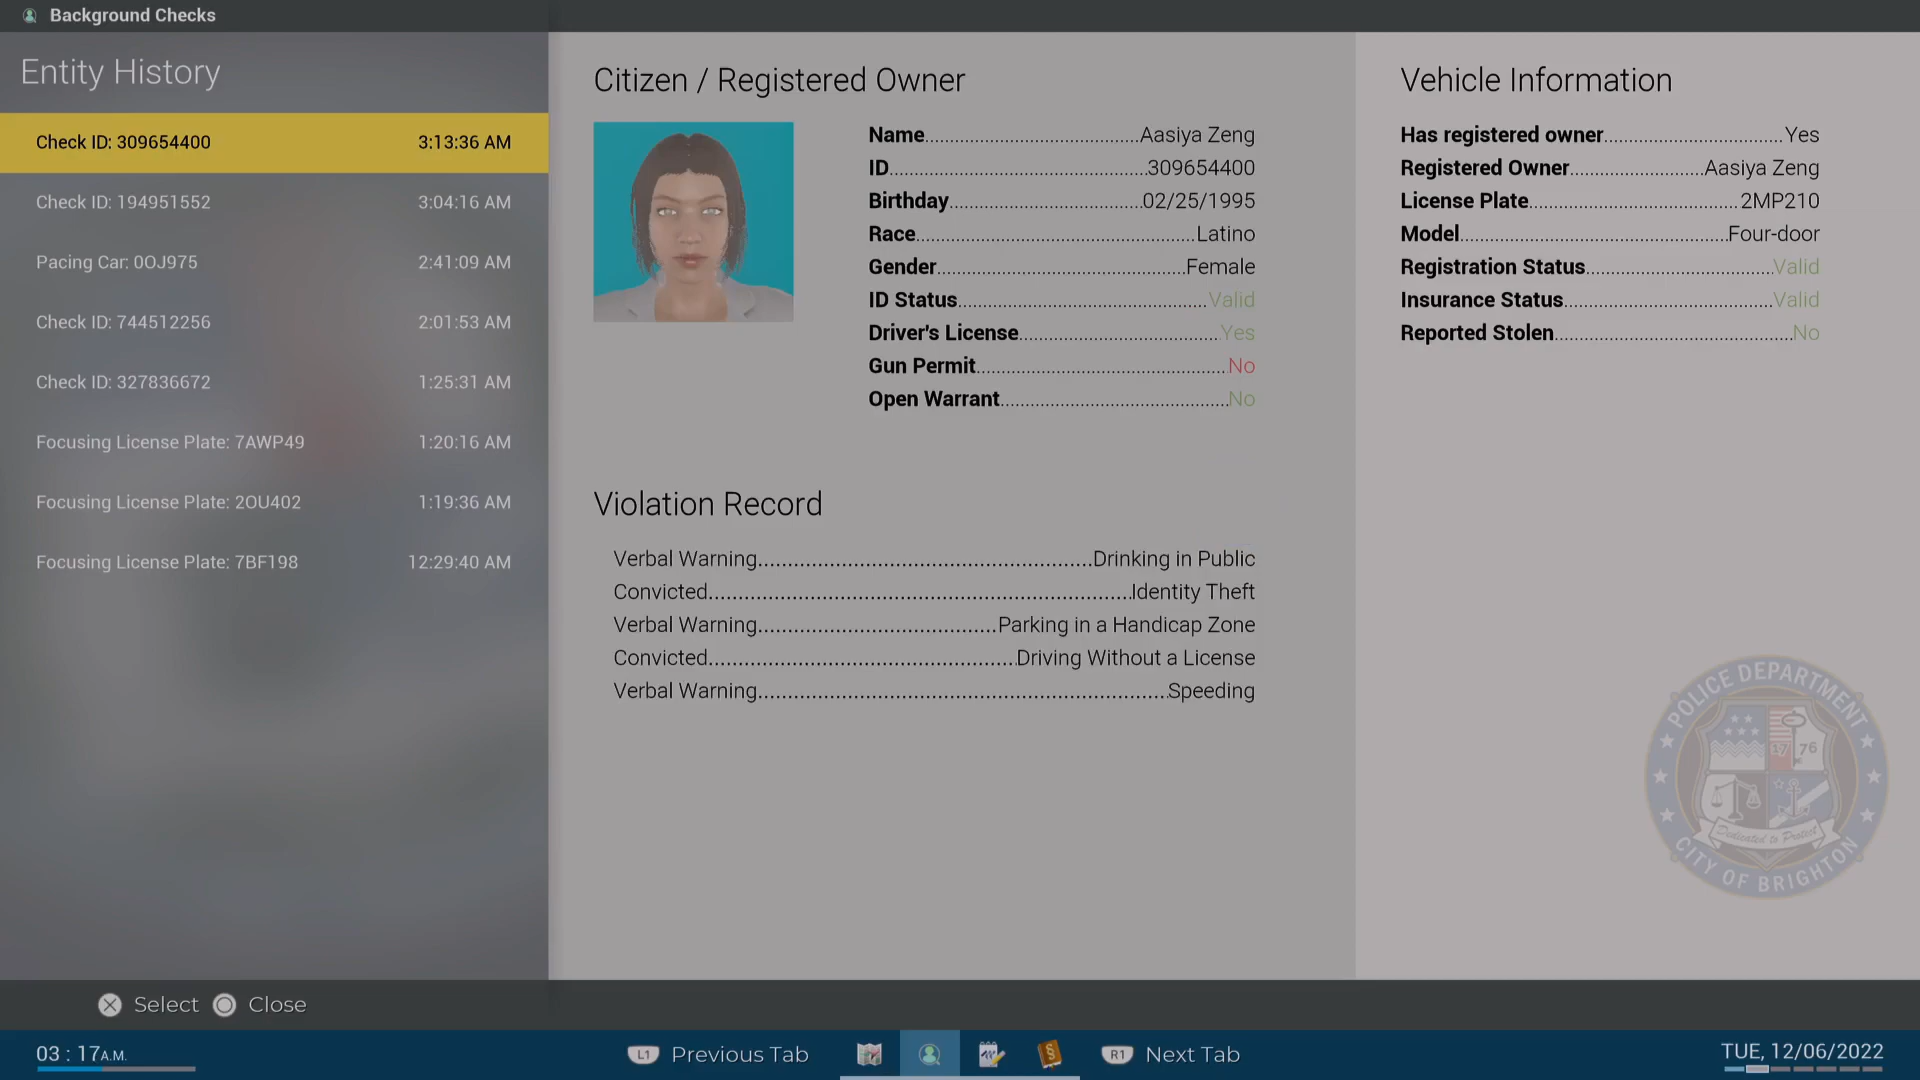 Background Checks
Entity History
Check ID: 309654400 3:13:36 AM
Check ID: 194951552 3:04:16 AM
Pacing Car: 0OJ975 2:41:09 AM
Check ID: 744512256 2:01:53 AM
Check ID: 327836672 1:25:31 AM
Focusing License Plate: 7AWP49 1:20:16 AM
Focusing License Plate: 2OU402 1:19:36 AM
Focusing License Plate: 7BF198 12:29:40 AM
Citizen / Registered Owner
Name Aasiya Zeng
ID 309654400
Birthday 02/25/1995
Race Latino
Gender Female
ID Status Valid
Driver's License Yes
Gun Permit No
Open Warrant No
Violation Record
Verbal Warning Drinking in Public
Convicted Identity Theft
Verbal Warning Parking in a Handicap Zone
Convicted Driving Without a License
Verbal Warning Speeding
Vehicle Information
Has registered owner Yes
Registered Owner Aasiya Zeng
License Plate 2MP210
Model Four-door
Registration Status Valid
Insurance Status Valid
Reported Stolen No
POLICE DEPARTMENT
17 76
Dedicated to Protect
CITY OF BRIGHTON
Select Close
03 : 17 A.M.
L1 Previous Tab
R1 Next Tab
TUE, 12/06/2022